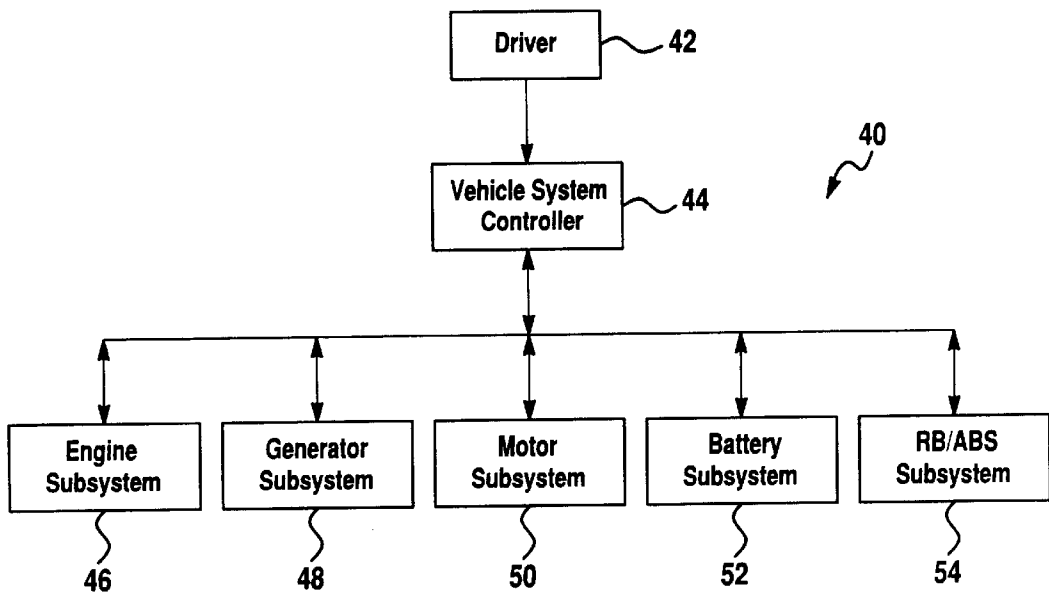 Driver
42
40
Vehicle System
Controller
44
Engine
Subsystem
Generator
Subsystem
Motor
Subsystem
Battery
Subsystem
RB/ABS
Subsystem
46
48
50
52
54